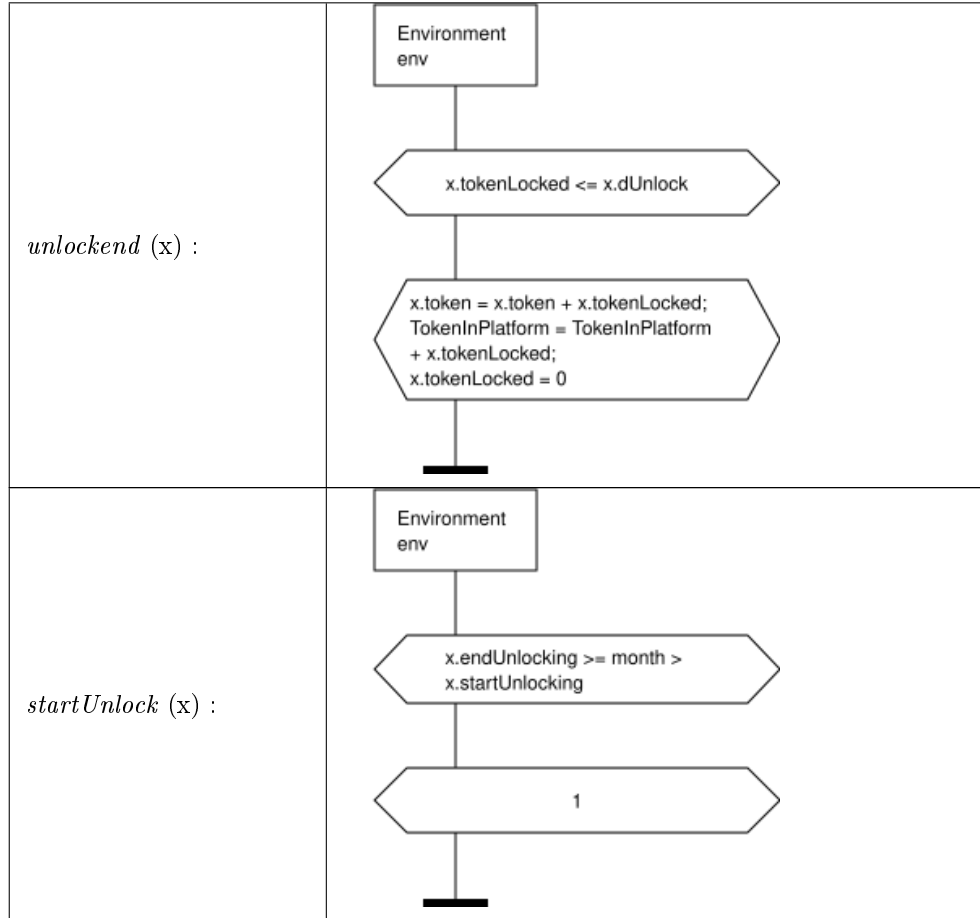 Environment
env
x.tokenLocked <= x.dUnlock
unlockend (x) :
x.token = x.token + x.tokenLocked;
TokenInPlatform = TokenInPlatform
+ x.tokenLocked;
x.tokenLocked = 0
Environment
env
x.endUnlocking >= month >
x.startUnlocking
startUnlock (x) :
1